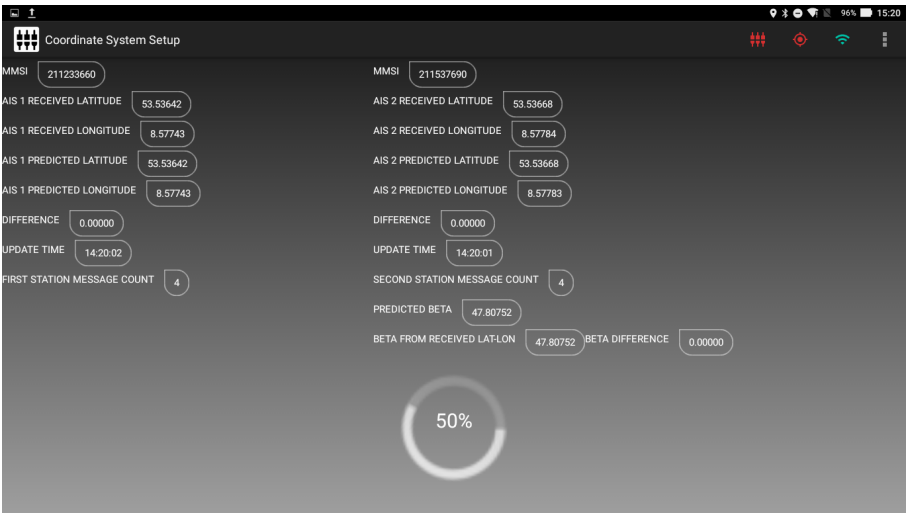 96% 15:20
Coordinate System Setup
MMSI 211233660
AIS 1 RECEIVED LATITUDE 53.53642
AIS 1 RECEIVED LONGITUDE 8.57743
AIS 1 PREDICTED LATITUDE 53.53642
AIS 1 PREDICTED LONGITUDE 8.57743
DIFFERENCE 0.00000
UPDATE TIME 14:20:02
FIRST STATION MESSAGE COUNT 4
MMSI 211537690
AIS 2 RECEIVED LATITUDE 53.53668
AIS 2 RECEIVED LONGITUDE 8.57784
AIS 2 PREDICTED LATITUDE 53.53668
AIS 2 PREDICTED LONGITUDE 8.57783
DIFFERENCE 0.00000
UPDATE TIME 14:20:01
SECOND STATION MESSAGE COUNT 4
PREDICTED BETA 47.80752
BETA FROM RECEIVED LAT-LON 47.80752 BETA DIFFERENCE 0.00000
50%